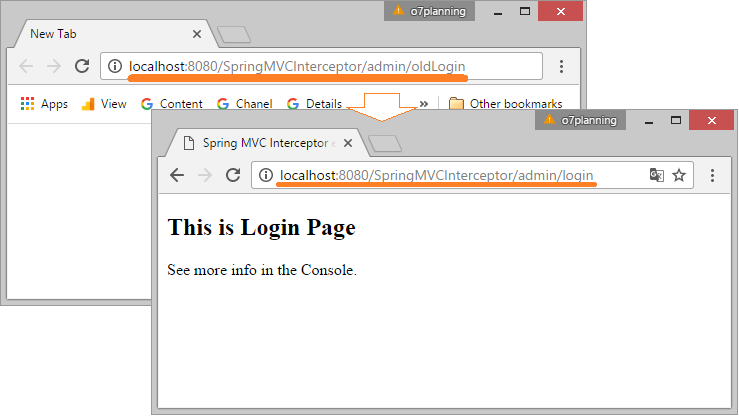 o7planning
New Tab
localhost:8080/SpringMVCInterceptor/admin/oldLogin
Apps View Content Chanel Details » Other bookmarks
o7planning
Spring MVC Interceptor
localhost:8080/SpringMVCInterceptor/admin/login
This is Login Page
See more info in the Console.